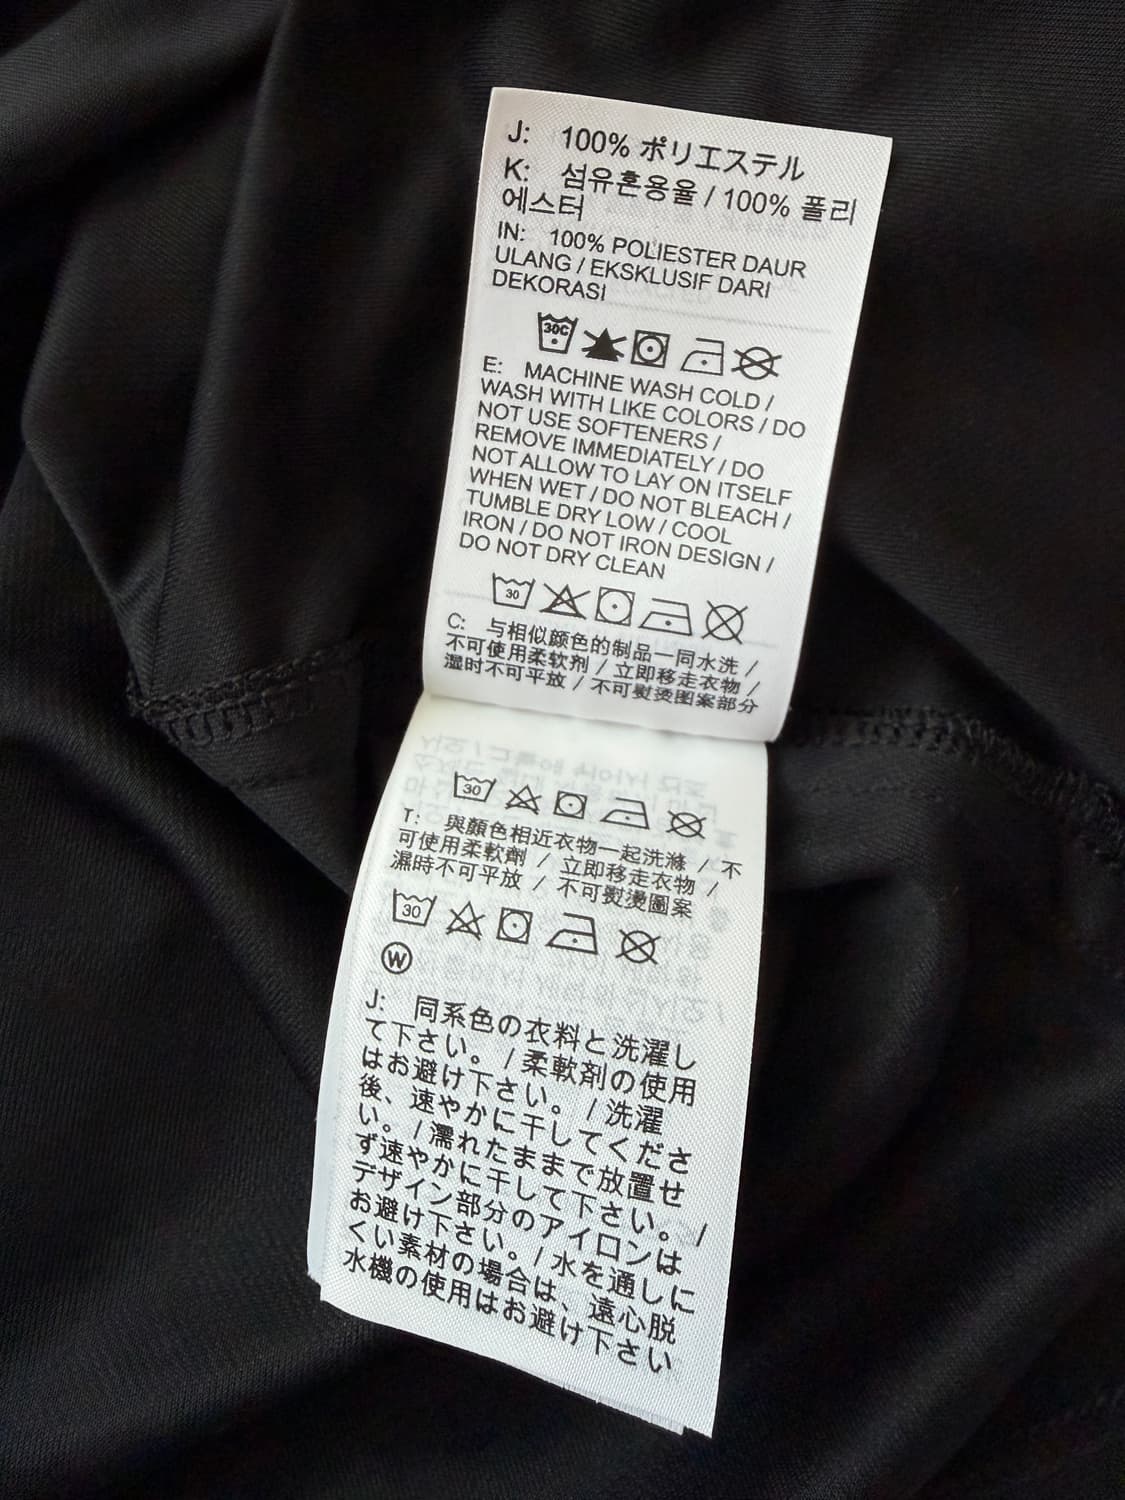 J: 100% ポリエステル
K: 섬유혼용율 / 100% 폴리
에스터
IN: 100% POLIESTER DAUR
ULANG / EKSKLUSIF DARI
DEKORASI
30C
E: MACHINE WASH COLD /
WASH WITH LIKE COLORS / DO
NOT USE SOFTENERS /
REMOVE IMMEDIATELY / DO
NOT ALLOW TO LAY ON ITSELF
WHEN WET / DO NOT BLEACH /
TUMBLE DRY LOW / COOL
IRON / DO NOT IRON DESIGN /
DO NOT DRY CLEAN
30
C: 与相似颜色的制品一同水洗 /
不可使用柔软剂 / 立即移走衣物 /
湿时不可平放 / 不可熨烫图案部分
30
T: 與顏色相近衣物一起洗滌 / 不
可使用柔軟劑 / 立即移走衣物 /
濕時不可平放 / 不可熨燙圖案
30
W
J: 同系色の衣料と洗濯し
て下さい。 / 柔軟剤の使用
はお避け下さい。 / 洗濯
後、速やかに干してくださ
い。 / 濡れたままで放置せ
ず速やかに干して下さい。 /
デザイン部分のアイロンは
お避け下さい。 / 水を通しに
くい素材の場合は、遠心脱
水機の使用はお避け下さい